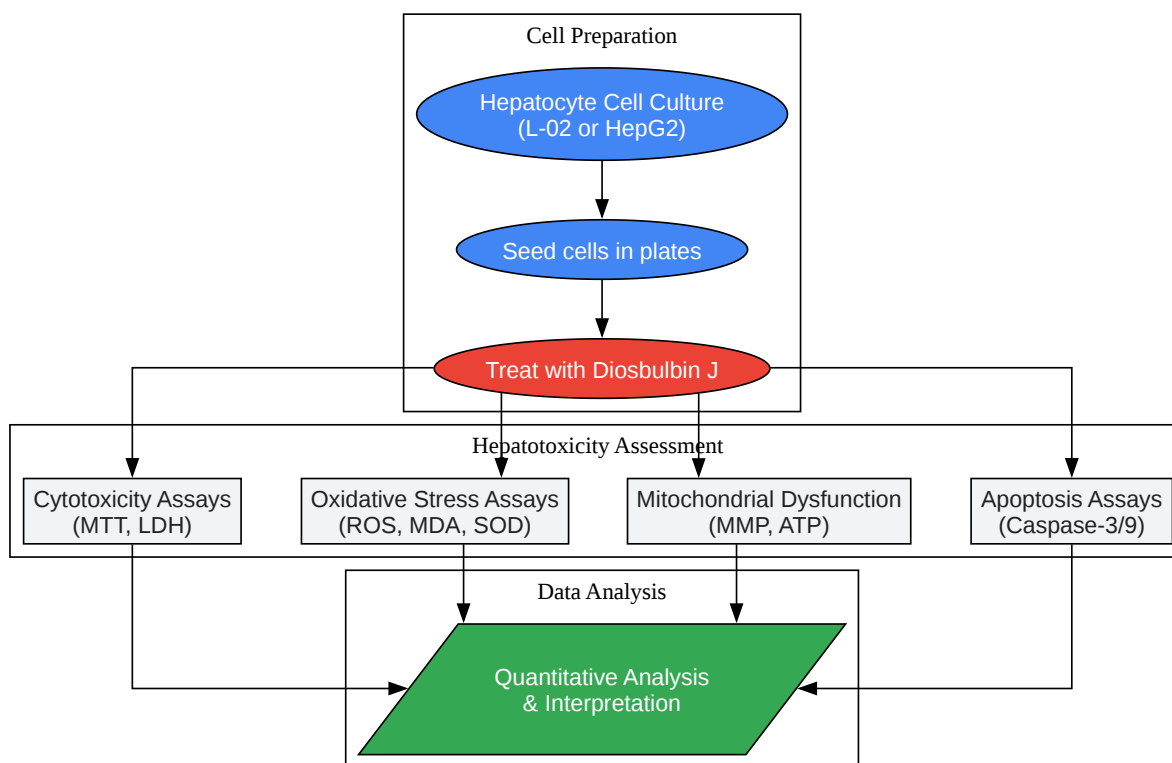 Cell Preparation
Hepatocyte Cell Culture
(L-02 or HepG2)
Seed cells in plates
Treat with Diosbulbin J
Hepatotoxicity Assessment
Cytotoxicity Assays
(MTT, LDH)
Oxidative Stress Assays
(ROS, MDA, SOD)
Mitochondrial Dysfunction
(MMP, ATP)
Apoptosis Assays
(Caspase-3/9)
Data Analysis
Quantitative Analysis
& Interpretation